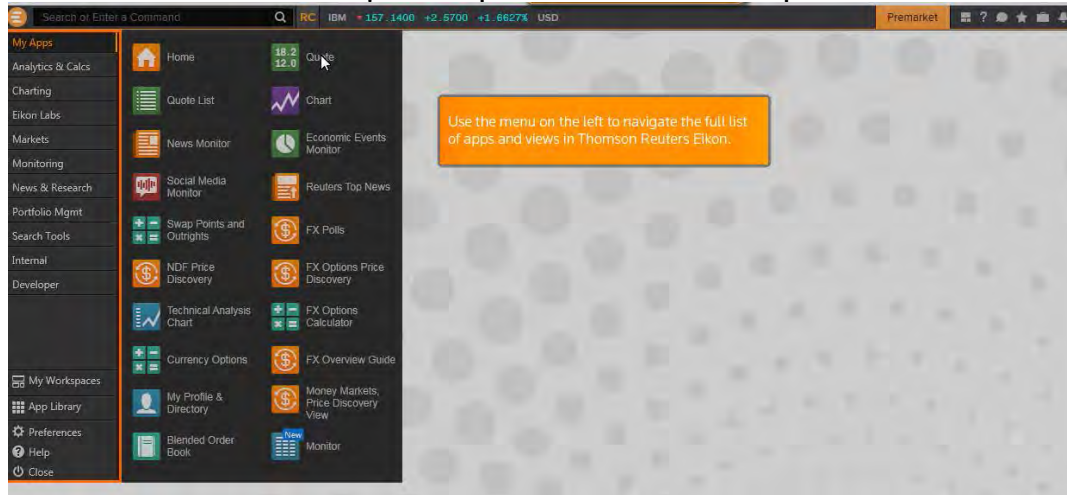 Search or Enter a Command
RC IBM 157.1400 +2.5700 +1.6627% USD
Premarket
?
My Apps
Analytics & Calcs
Charting
Eikon Labs
Markets
Monitoring
News & Research
Portfolio Mgmt
Search Tools
Internal
Developer
My Workspaces
App Library
Preferences
Help
Close
Home
18.2
12.0
Quote
Quote List
Chart
News Monitor
Economic Events
Monitor
Social Media
Monitor
Reuters Top News
Swap Points and
Outrights
FX Polls
NDF Price
Discovery
FX Options Price
Discovery
Technical Analysis
Chart
FX Options
Calculator
Currency Options
FX Overview Guide
My Profile &
Directory
Money Markets,
Price Discovery
View
Blended Order
Book
New
Monitor
Use the menu on the left to navigate the full list
of apps and views in Thomson Reuters Eikon.